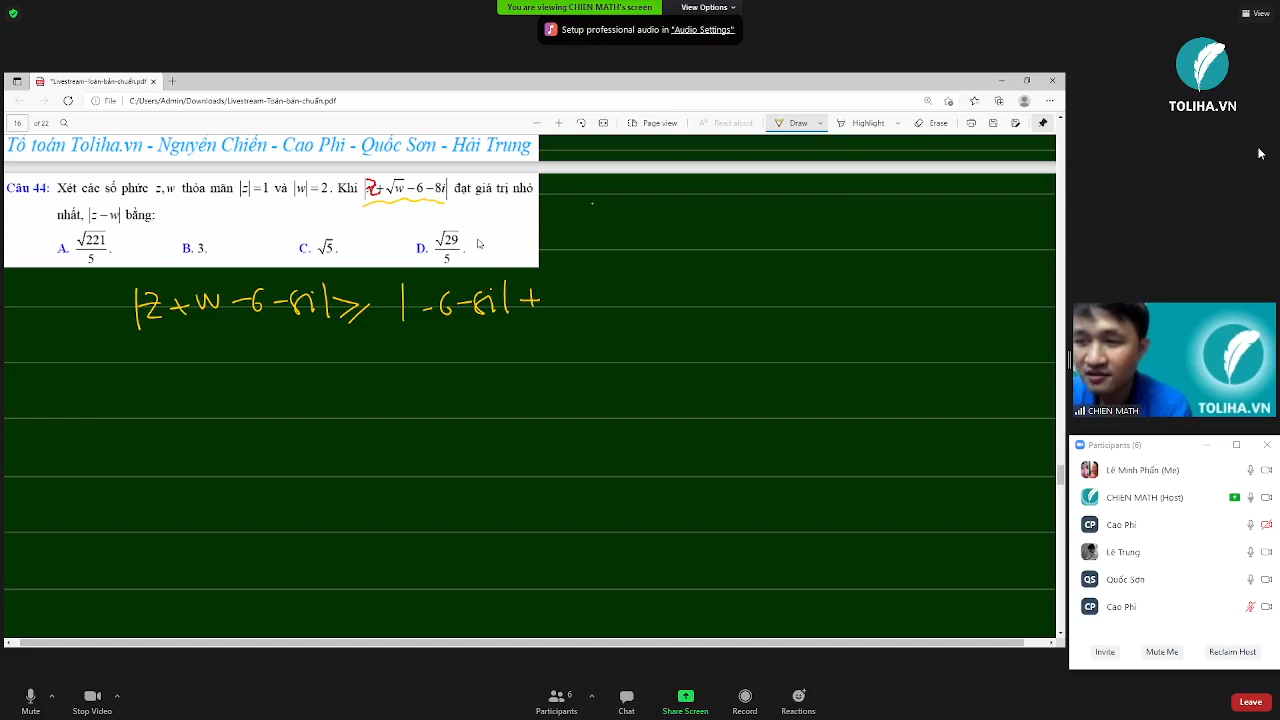 You are viewing CHIEN MATH's screen View Options
Setup professional audio in "Audio Settings"
View
TOLIHA.VN
*Livestream-Toán-bản-chuẩn.pdf
File C:/Users/Admin/Downloads/Livestream-Toán-bản-chuẩn.pdf
16 of 22 Page view Read aloud Draw Highlight Erase
Tổ toán Toliha.vn - Nguyên Chiến - Cao Phi - Quốc Sơn - Hải Trung
Câu 44: Xét các số phức z, w thỏa mãn |z| = 1 và |w| = 2. Khi |z + √w − 6 − 8i| đạt giá trị nhỏ
nhất, |z − w| bằng:
A. √221/5. B. 3. C. √5. D. √29/5.
|z + w − 6 − 8i| ≥ | −6 − 8i| +
CHIEN MATH
TOLIHA.VN
Participants (6)
Lê Minh Phấn (Me)
CHIEN MATH (Host)
CP Cao Phi
Lê Trung
QS Quốc Sơn
CP Cao Phi
Invite Mute Me Reclaim Host
Mute Stop Video Participants 6 Chat Share Screen Record Reactions Leave